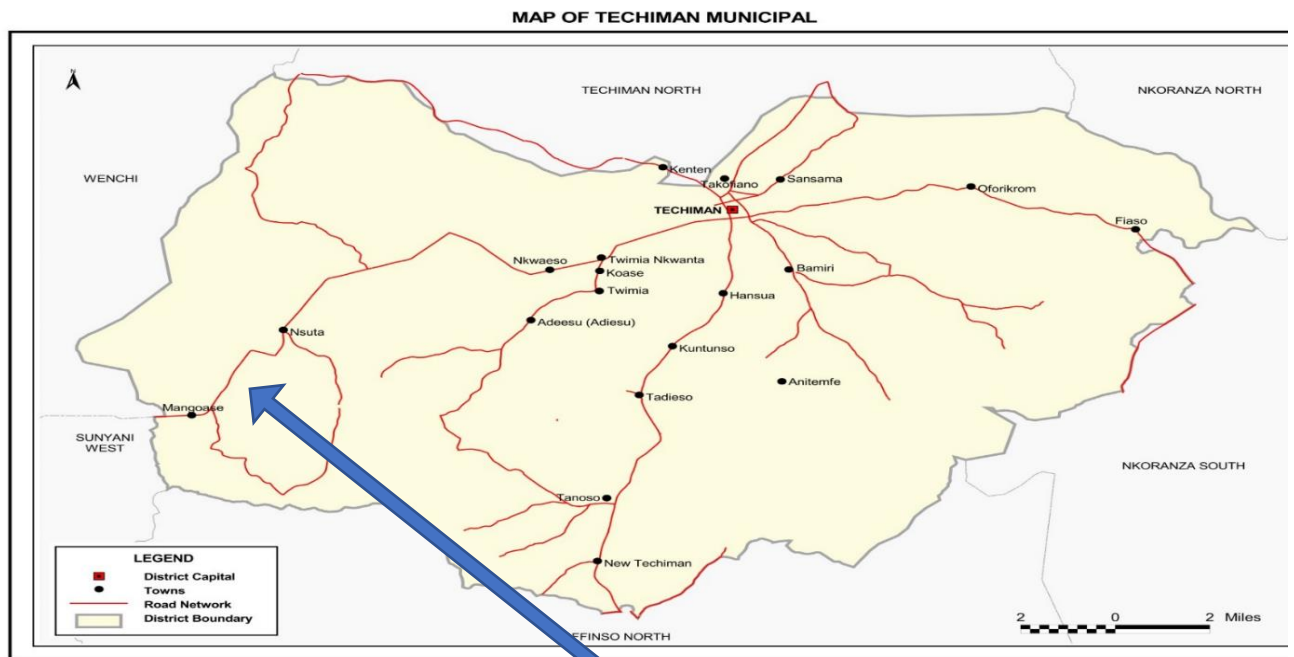 MAP OF TECHIMAN MUNICIPAL
N
TECHIMAN NORTH
NKORANZA NORTH
WENCHI
Kenten
Takofiano
Sansama
Oforikrom
TECHIMAN
Fiaso
Nkwaeso
Twimia Nkwanta
Koase
Bamiri
Twimia
Hansua
Adeesu (Adiesu)
Nsuta
Kuntunso
Anitemfe
Tadieso
Mangoase
SUNYANI
WEST
NKORANZA SOUTH
Tanoso
New Techiman
LEGEND
District Capital
Towns
Road Network
District Boundary
2 0 2 Miles
EFFINSO NORTH